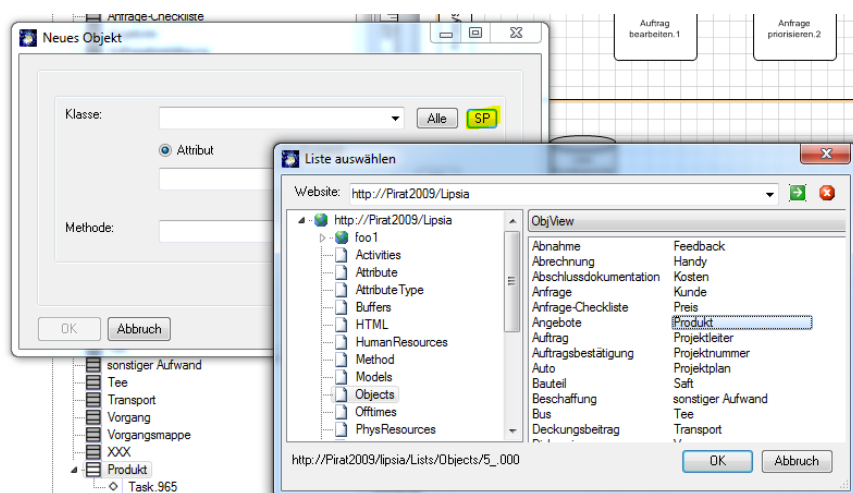 Anfrage-Checkliste
Auftrag
bearbeiten.1
Anfrage
priorisieren.2
Neues Objekt
Klasse:
Alle
SP
Attribut
Methode:
OK
Abbruch
Liste auswählen
Website:
http://Pirat2009/Lipsia
http://Pirat2009/Lipsia
foo1
Activities
Attribute
AttributeType
Buffers
HTML
HumanResources
Method
Models
Objects
Offtimes
PhysResources
ObjView
Abnahme
Abrechnung
Abschlussdokumentation
Anfrage
Anfrage-Checkliste
Angebote
Auftrag
Auftragsbestätigung
Auto
Bauteil
Beschaffung
Bus
Deckungsbeitrag
Feedback
Handy
Kosten
Kunde
Preis
Produkt
Projektleiter
Projektnummer
Projektplan
Saft
sonstiger Aufwand
Tee
Transport
http://Pirat2009/lipsia/Lists/Objects/5_.000
OK
Abbruch
sonstiger Aufwand
Tee
Transport
Vorgang
Vorgangsmappe
XXX
Produkt
Task.965